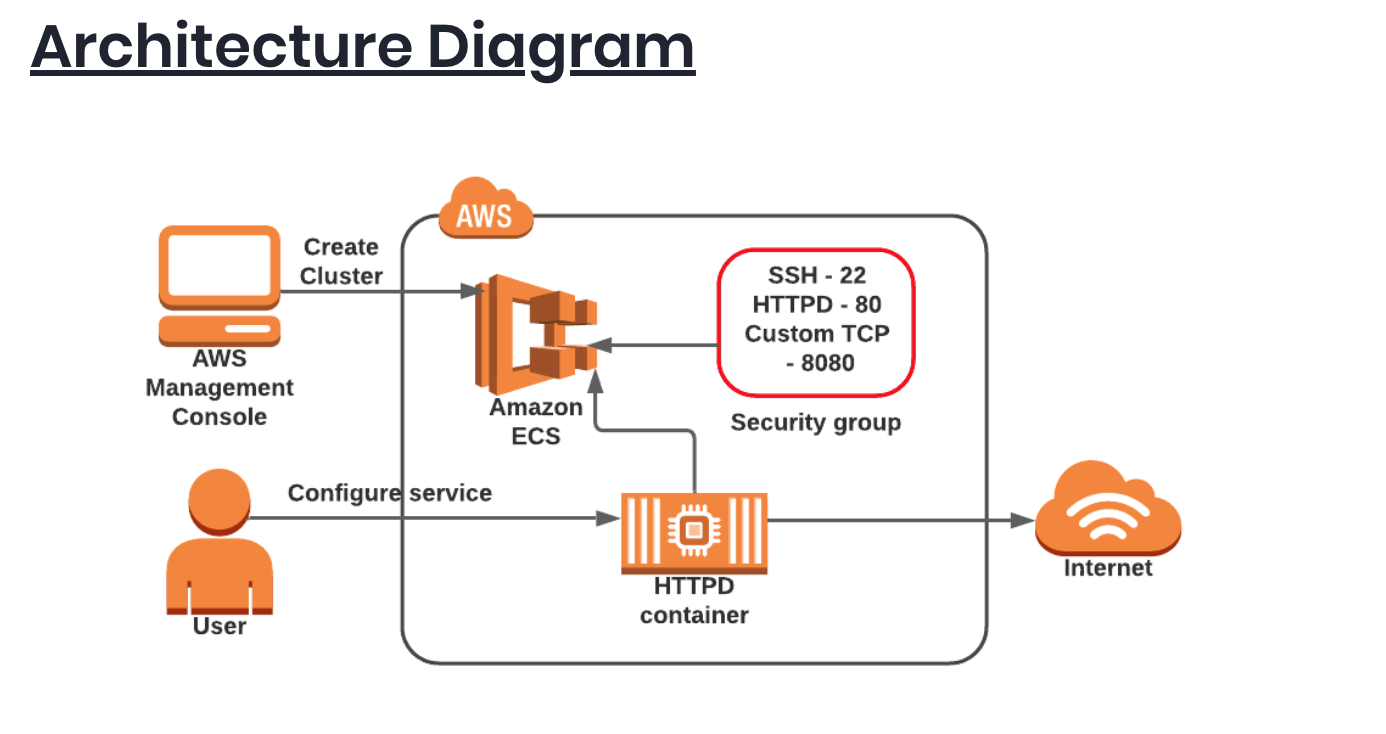 Architecture Diagram
AWS
Create
Cluster
SSH - 22
HTTPD - 80
Custom TCP
- 8080
AWS
Management
Console
Amazon
ECS
Security group
Configure service
HTTPD
container
Internet
User